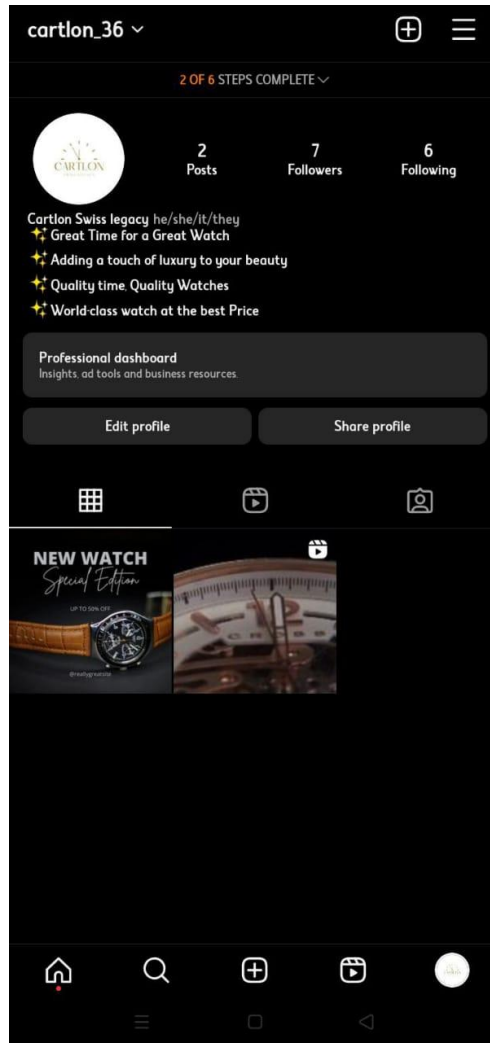 cartlon_36
2 OF 6 STEPS COMPLETE
CARTLON
2
Posts
7
Followers
6
Following
Cartlon Swiss legacy he/she/it/they
Great Time for a Great Watch
Adding a touch of luxury to your beauty
Quality time, Quality Watches
World-class watch at the best Price
Professional dashboard
Insights, ad tools and business resources.
Edit profile
Share profile
NEW WATCH
Special Edition
UP TO 50% OFF
@reallygreatsite